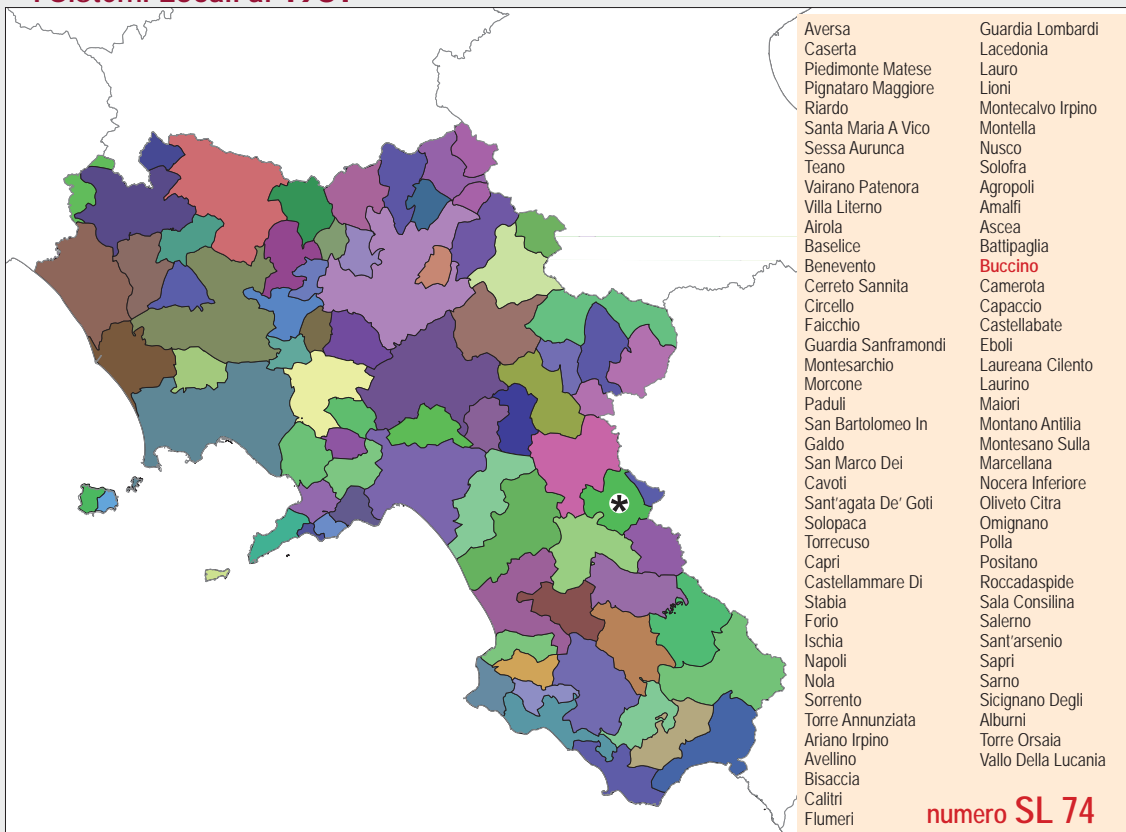 I Sistemi Locali al 1981
Aversa
Caserta
Piedimonte Matese
Pignataro Maggiore
Riardo
Santa Maria A Vico
Sessa Aurunca
Teano
Vairano Patenora
Villa Literno
Airola
Baselice
Benevento
Cerreto Sannita
Circello
Faicchio
Guardia Sanframondi
Montesarchio
Morcone
Paduli
San Bartolomeo In
Galdo
San Marco Dei
Cavoti
Sant'agata De' Goti
Solopaca
Torrecuso
Capri
Castellammare Di
Stabia
Forio
Ischia
Napoli
Nola
Sorrento
Torre Annunziata
Ariano Irpino
Avellino
Bisaccia
Calitri
Flumeri
Guardia Lombardi
Lacedonia
Lauro
Lioni
Montecalvo Irpino
Montella
Nusco
Solofra
Agropoli
Amalfi
Ascea
Battipaglia
Buccino
Camerota
Capaccio
Castellabate
Eboli
Laureana Cilento
Laurino
Maiori
Montano Antilia
Montesano Sulla
Marcellana
Nocera Inferiore
Oliveto Citra
Omignano
Polla
Positano
Roccadaspide
Sala Consilina
Salerno
Sant'arsenio
Sapri
Sarno
Sicignano Degli
Alburni
Torre Orsaia
Vallo Della Lucania
numero SL 74
*